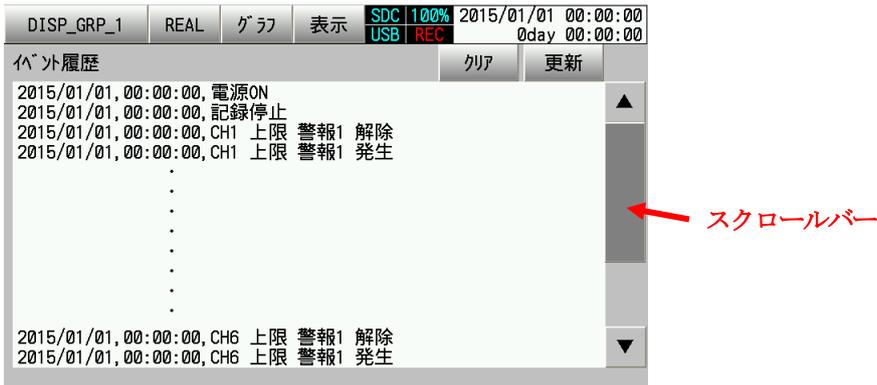 DISP_GRP_1 REAL グラフ 表示 SDC 100% 2015/01/01 00:00:00
USB REC 0day 00:00:00
イベント履歴 クリア 更新
2015/01/01,00:00:00,電源ON
2015/01/01,00:00:00,記録停止
2015/01/01,00:00:00,CH1 上限 警報1 解除
2015/01/01,00:00:00,CH1 上限 警報1 発生
スクロールバー
2015/01/01,00:00:00,CH6 上限 警報1 解除
2015/01/01,00:00:00,CH6 上限 警報1 発生